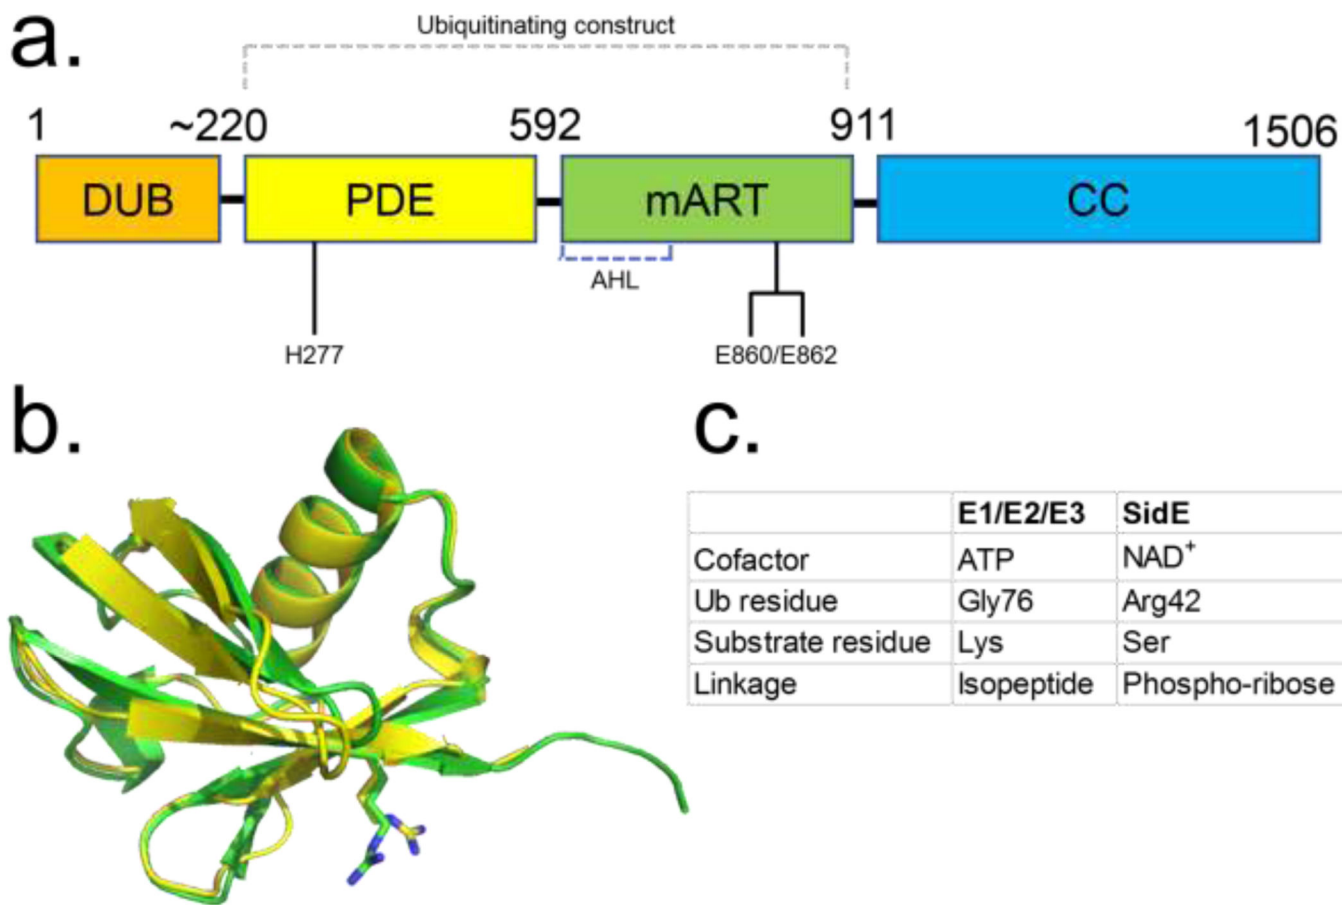 a.
Ubiquitinating construct
1 ~220 592 911 1506
DUB PDE mART CC
AHL
H277 E860/E862
b.
c.
E1/E2/E3 SidE
Cofactor ATP NAD+
Ub residue Gly76 Arg42
Substrate residue Lys Ser
Linkage Isopeptide Phospho-ribose